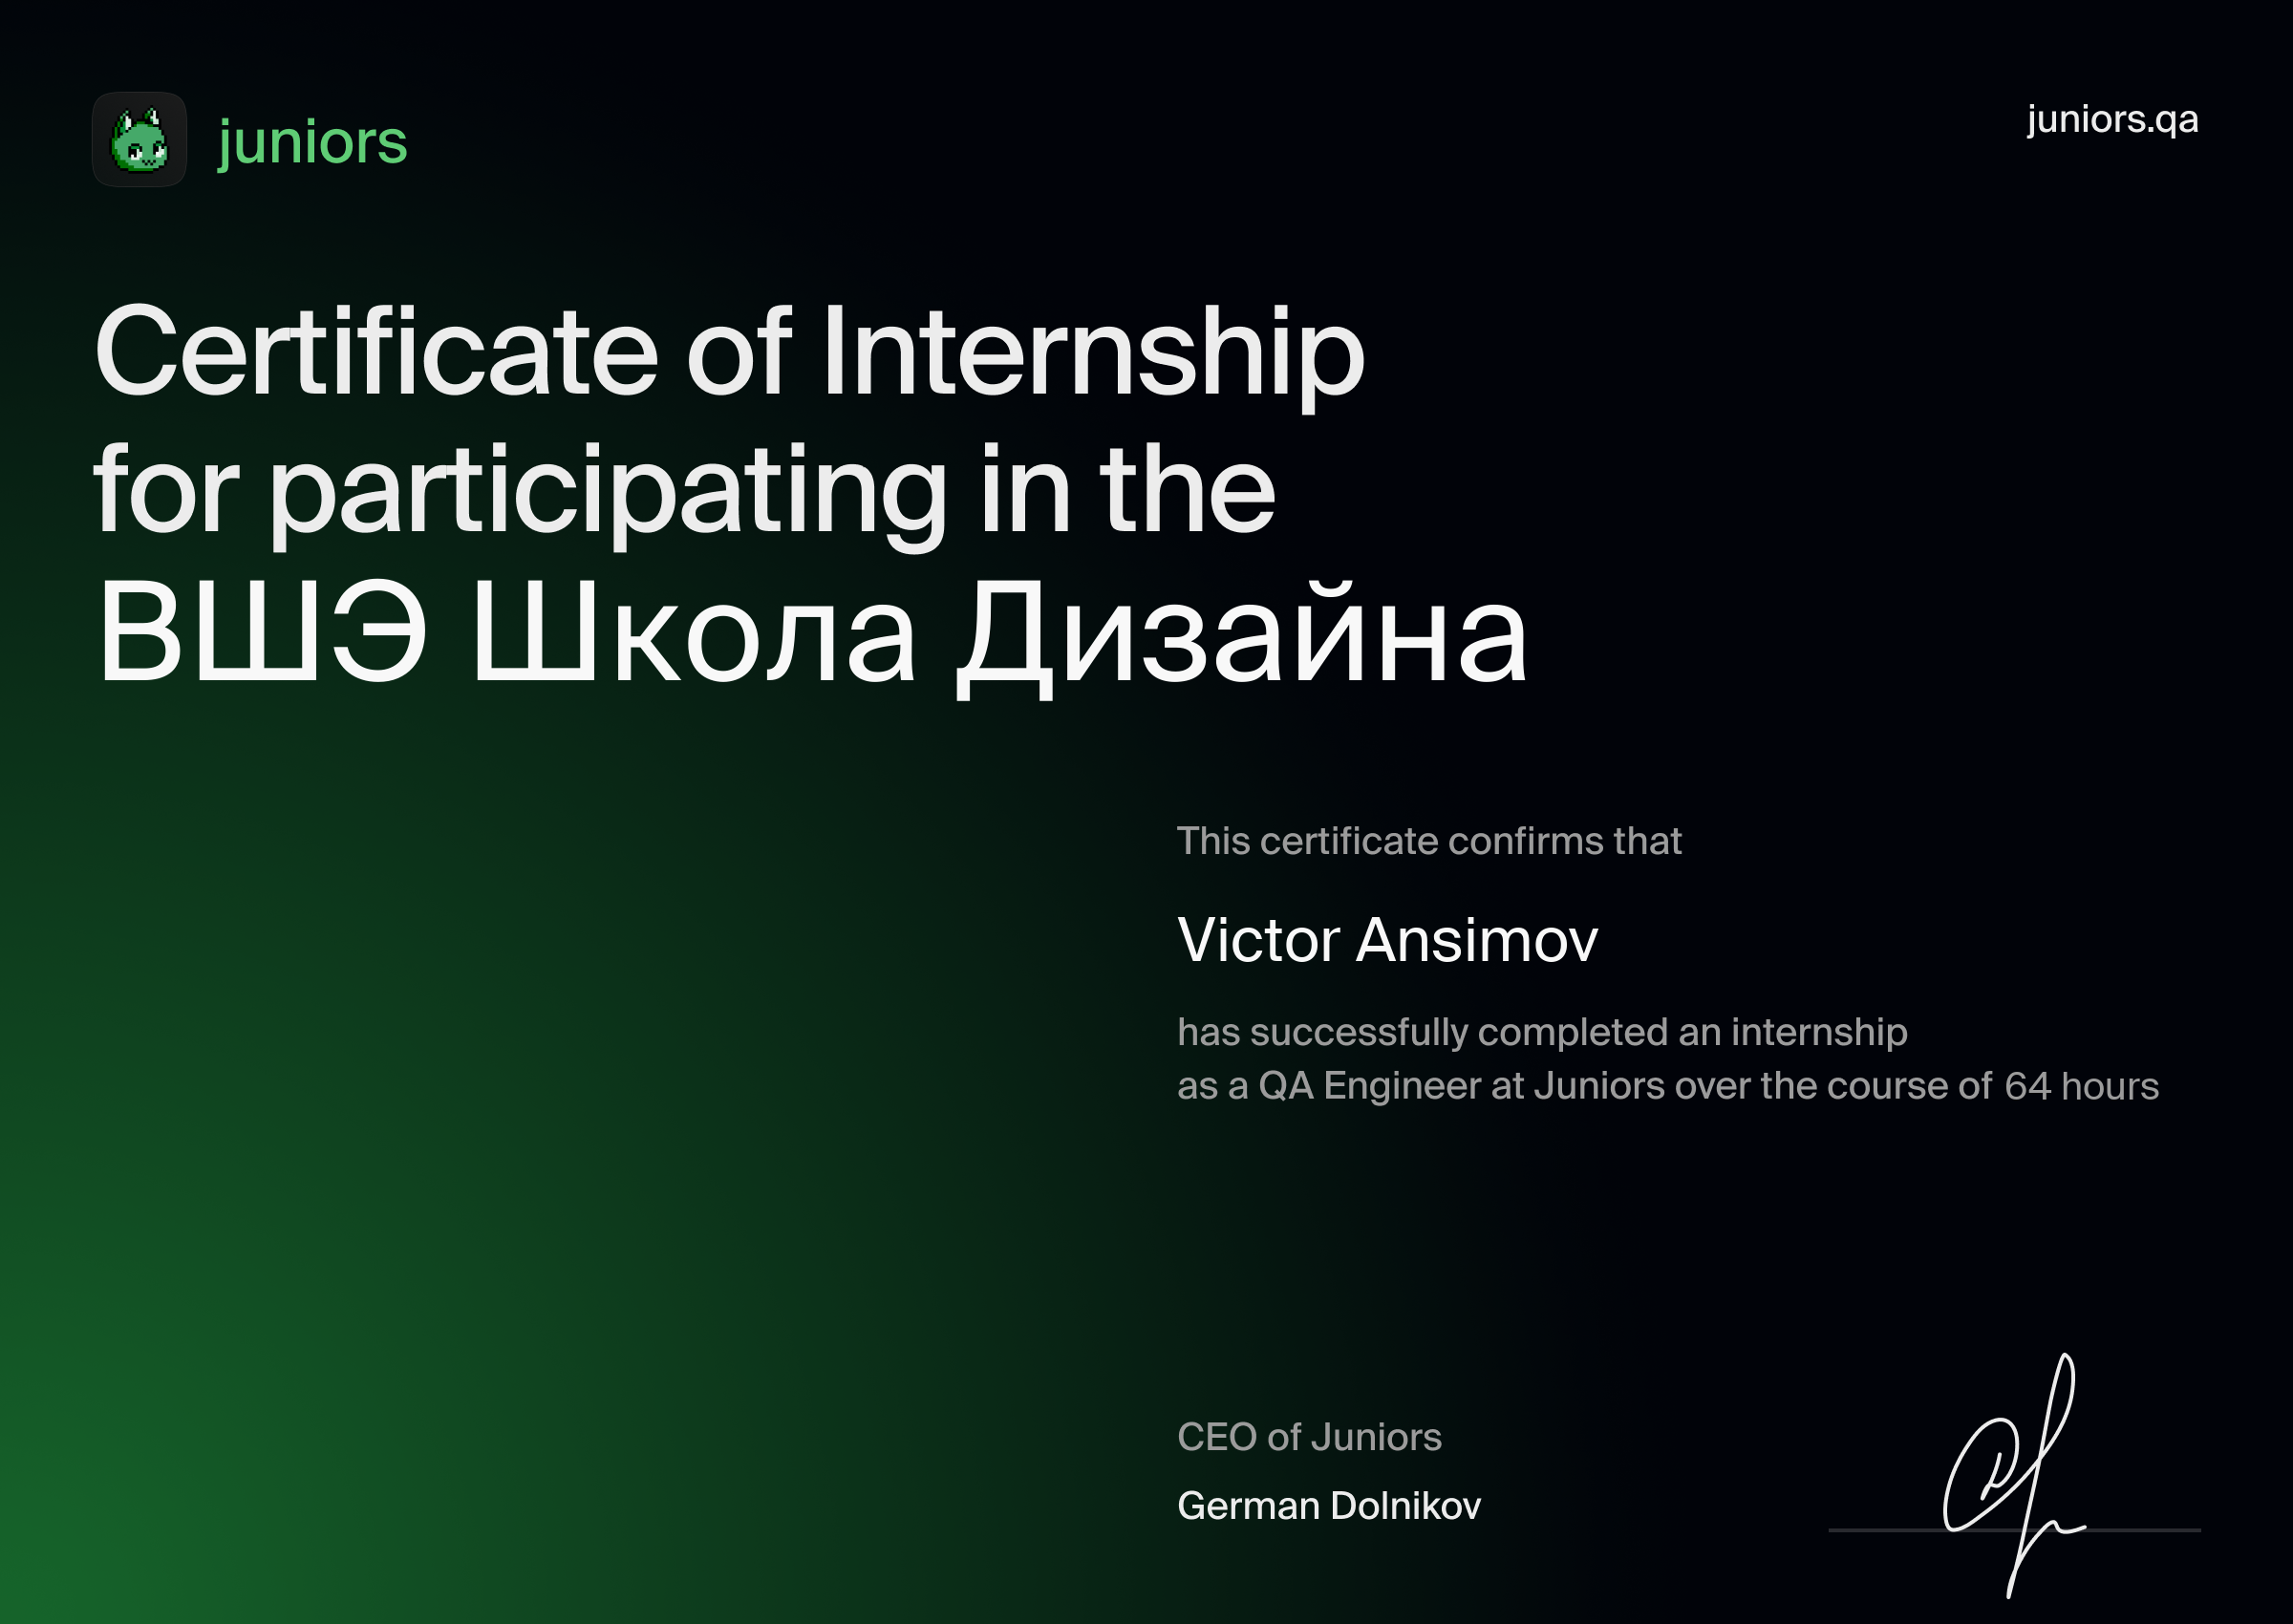 juniors
juniors.qa
Certificate of Internship
for participating in the
ВШЭ Школа Дизайна
This certificate confirms that
Victor Ansimov
has successfully completed an internship
as a QA Engineer at Juniors over the course of 64 hours
CEO of Juniors
German Dolnikov